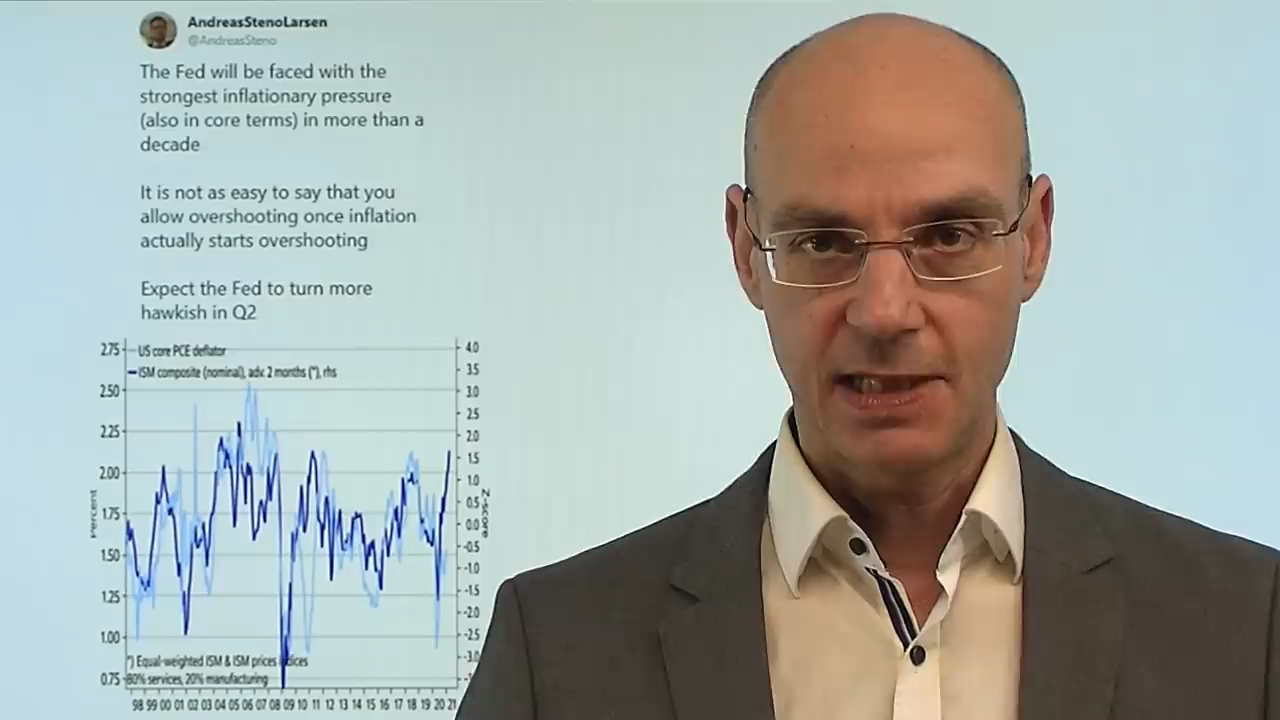 AndreasStenoLarsen
@AndreasSteno
The Fed will be faced with the
strongest inflationary pressure
(also in core terms) in more than a
decade
It is not as easy to say that you
allow overshooting once inflation
actually starts overshooting
Expect the Fed to turn more
hawkish in Q2
US core PCE deflator
ISM composite (nominal), adv. 2 months (*), rhs
2.75
2.50
2.25
2.00
1.75
1.50
1.25
1.00
0.75
Percent
4.0
3.5
3.0
2.5
2.0
1.5
1.0
0.5
0.0
-0.5
-1.0
-1.5
-2.0
-2.5
-3.0
Z-score
*) Equal-weighted ISM & ISM prices indices
80% services, 20% manufacturing
98 99 00 01 02 03 04 05 06 07 08 09 10 11 12 13 14 15 16 17 18 19 20 21